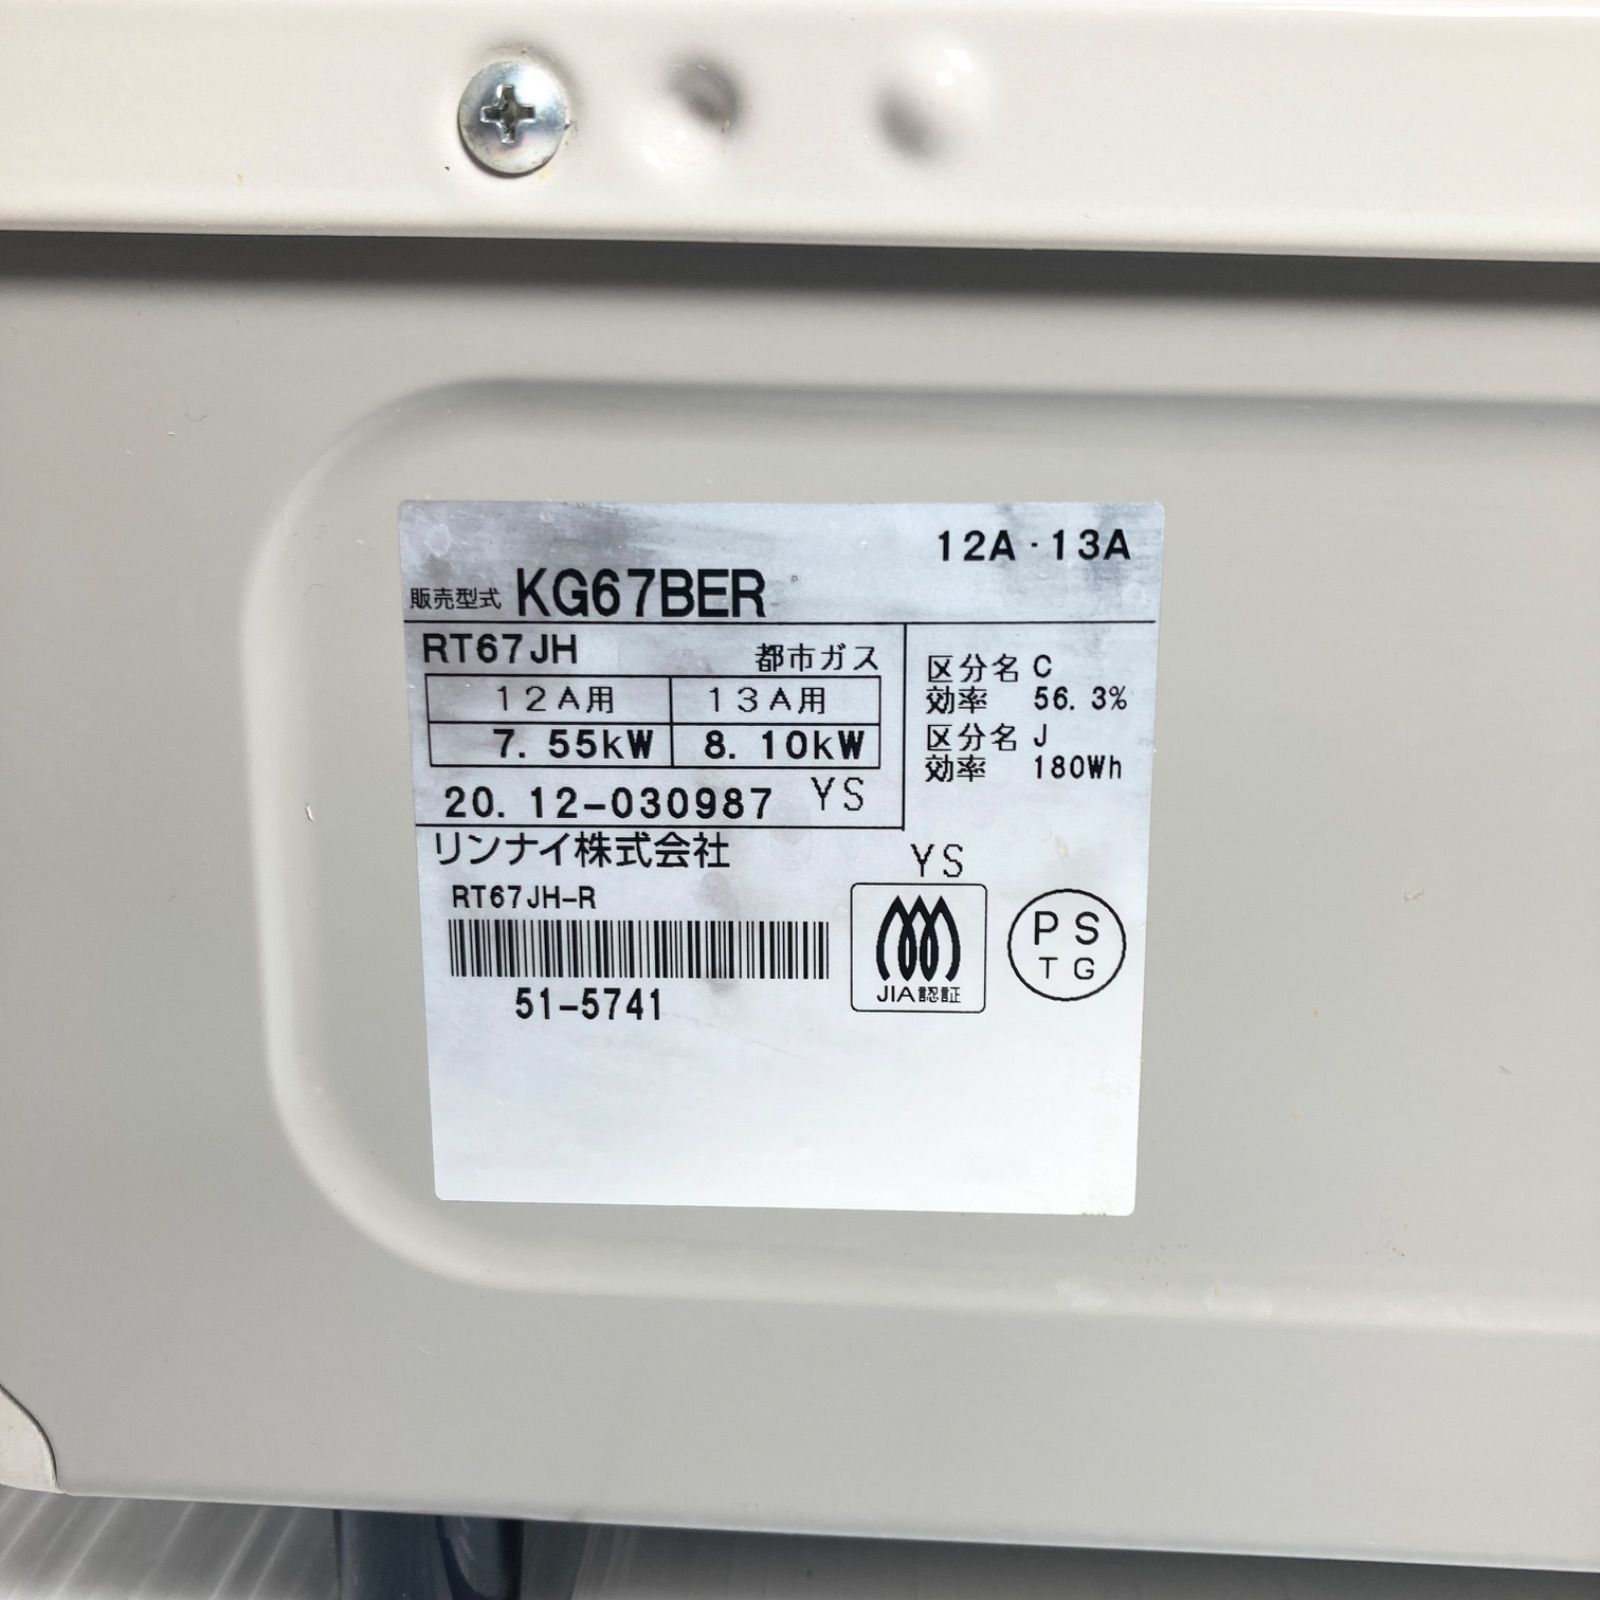 12A・13A
販売型式 KG67BER
RT67JH 都市ガス
12A用 13A用
7.55kW 8.10kW
20.12-030987 YS
区分名 C
効率 56.3%
区分名 J
効率 180Wh
リンナイ株式会社
RT67JH-R
51-5741
YS
JIA認証
PS
TG